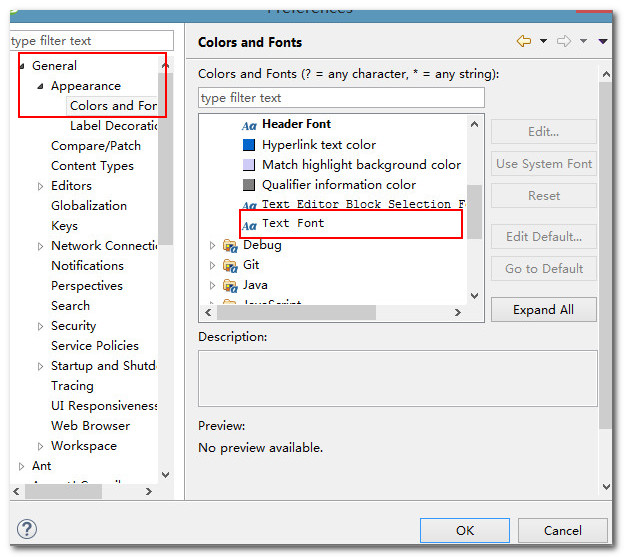 Preferences
type filter text
General
Appearance
Colors and Fon
Label Decoratio
Compare/Patch
Content Types
Editors
Globalization
Keys
Network Connectio
Notifications
Perspectives
Search
Security
Service Policies
Startup and Shutd
Tracing
UI Responsiveness
Web Browser
Workspace
Ant
Colors and Fonts
Colors and Fonts (? = any character, * = any string):
type filter text
Aa Header Font
Hyperlink text color
Match highlight background color
Qualifier information color
Aa Text Editor Block Selection F
Aa Text Font
Debug
Git
Java
JavaScript
Edit...
Use System Font
Reset
Edit Default...
Go to Default
Expand All
Description:
Preview:
No preview available.
?
OK
Cancel